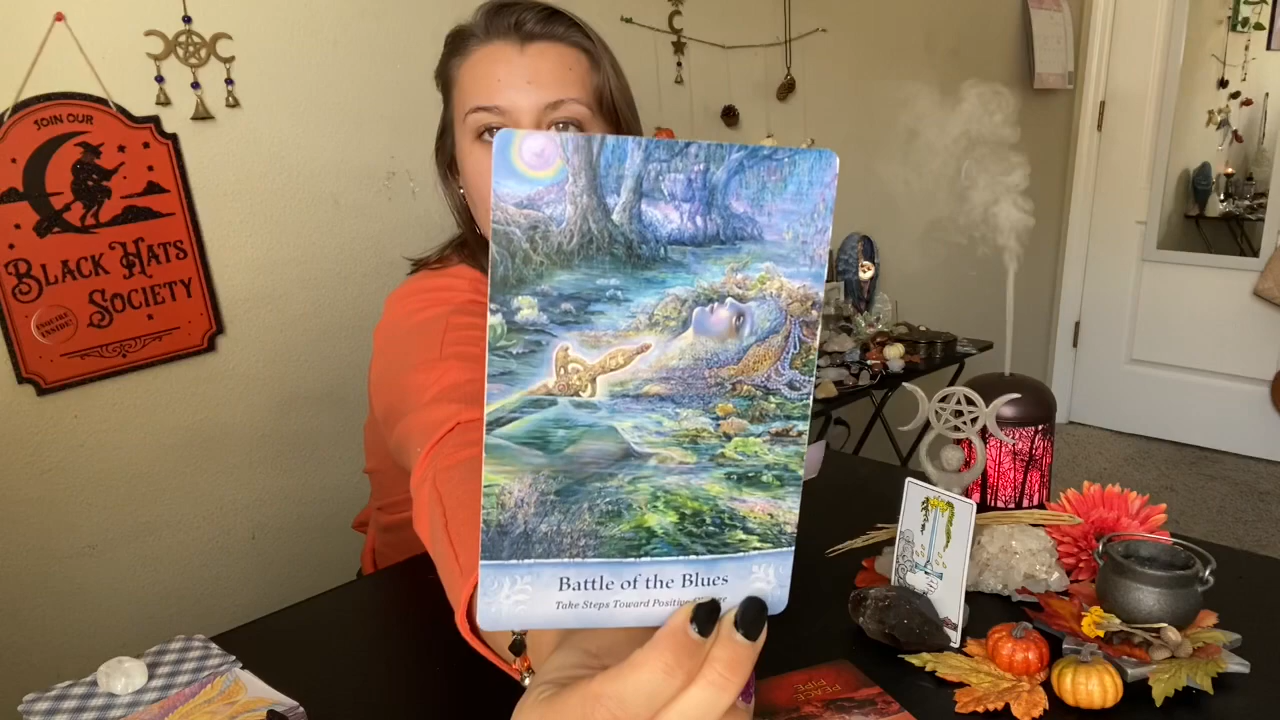 JOIN OUR
BLACK HATS
SOCIETY
INQUIRE
INSIDE!
Battle of the Blues
Take Steps Toward Positive
PEACE
PIPE